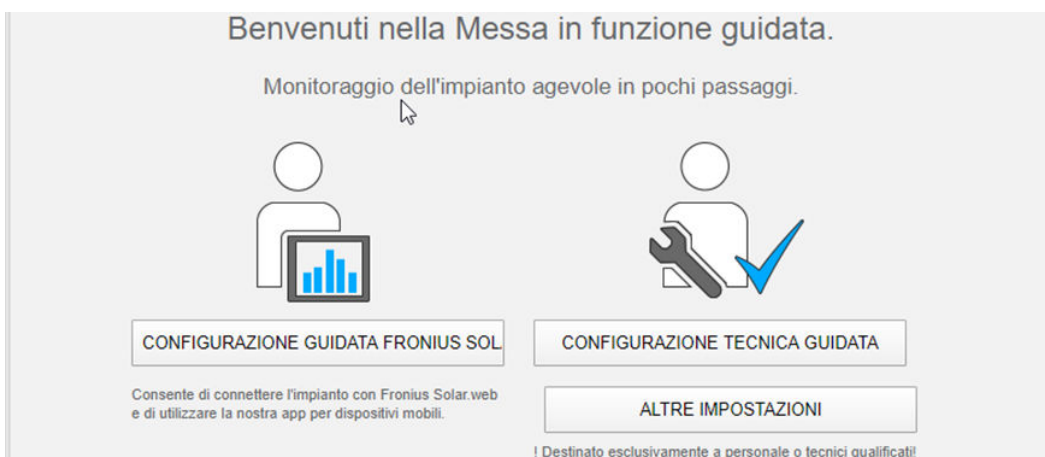 Benvenuti nella Messa in funzione guidata.
Monitoraggio dell'impianto agevole in pochi passaggi.
CONFIGURAZIONE GUIDATA FRONIUS SOL.
CONFIGURAZIONE TECNICA GUIDATA
Consente di connettere l'impianto con Fronius Solar.web
e di utilizzare la nostra app per dispositivi mobili.
ALTRE IMPOSTAZIONI
! Destinato esclusivamente a personale o tecnici qualificati!